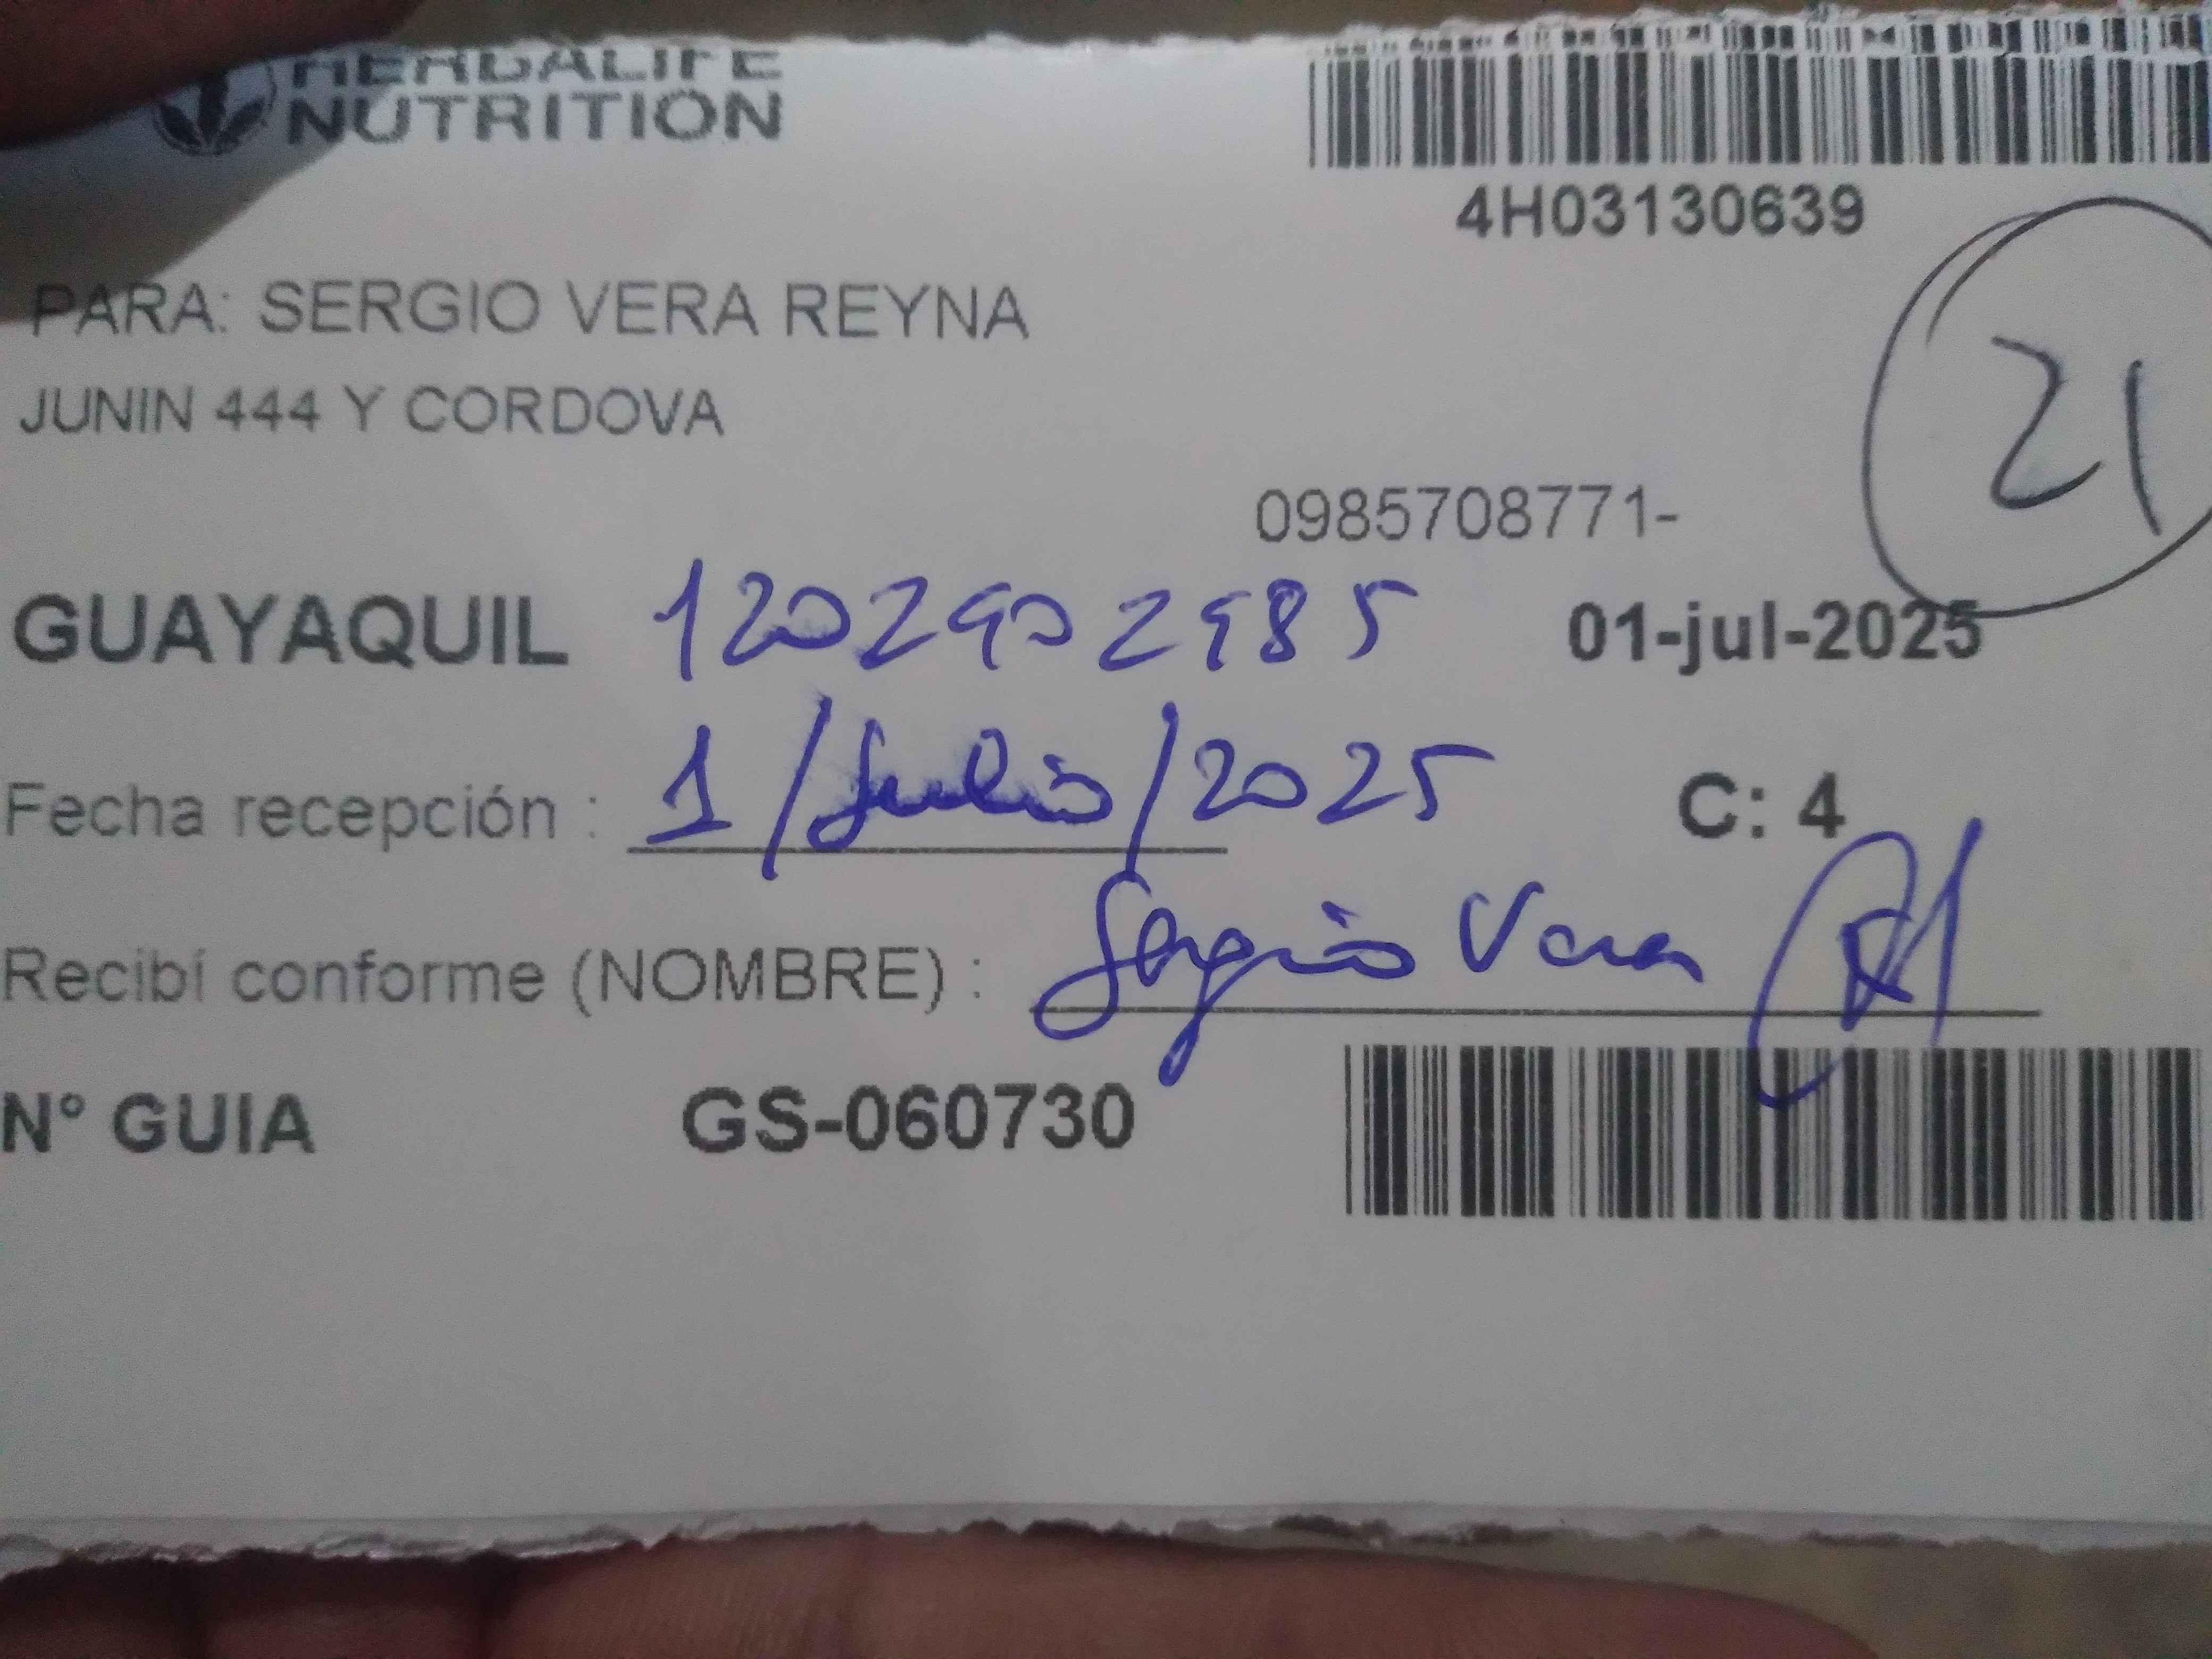 HERBALIFE
NUTRITION
4H03130639
PARA: SERGIO VERA REYNA
JUNIN 444 Y CORDOVA
21
0985708771-
GUAYAQUIL 1202902985 01-jul-2025
Fecha recepción : 1/Julio/2025 C: 4
Recibí conforme (NOMBRE) : Sergio Vera
N° GUIA GS-060730